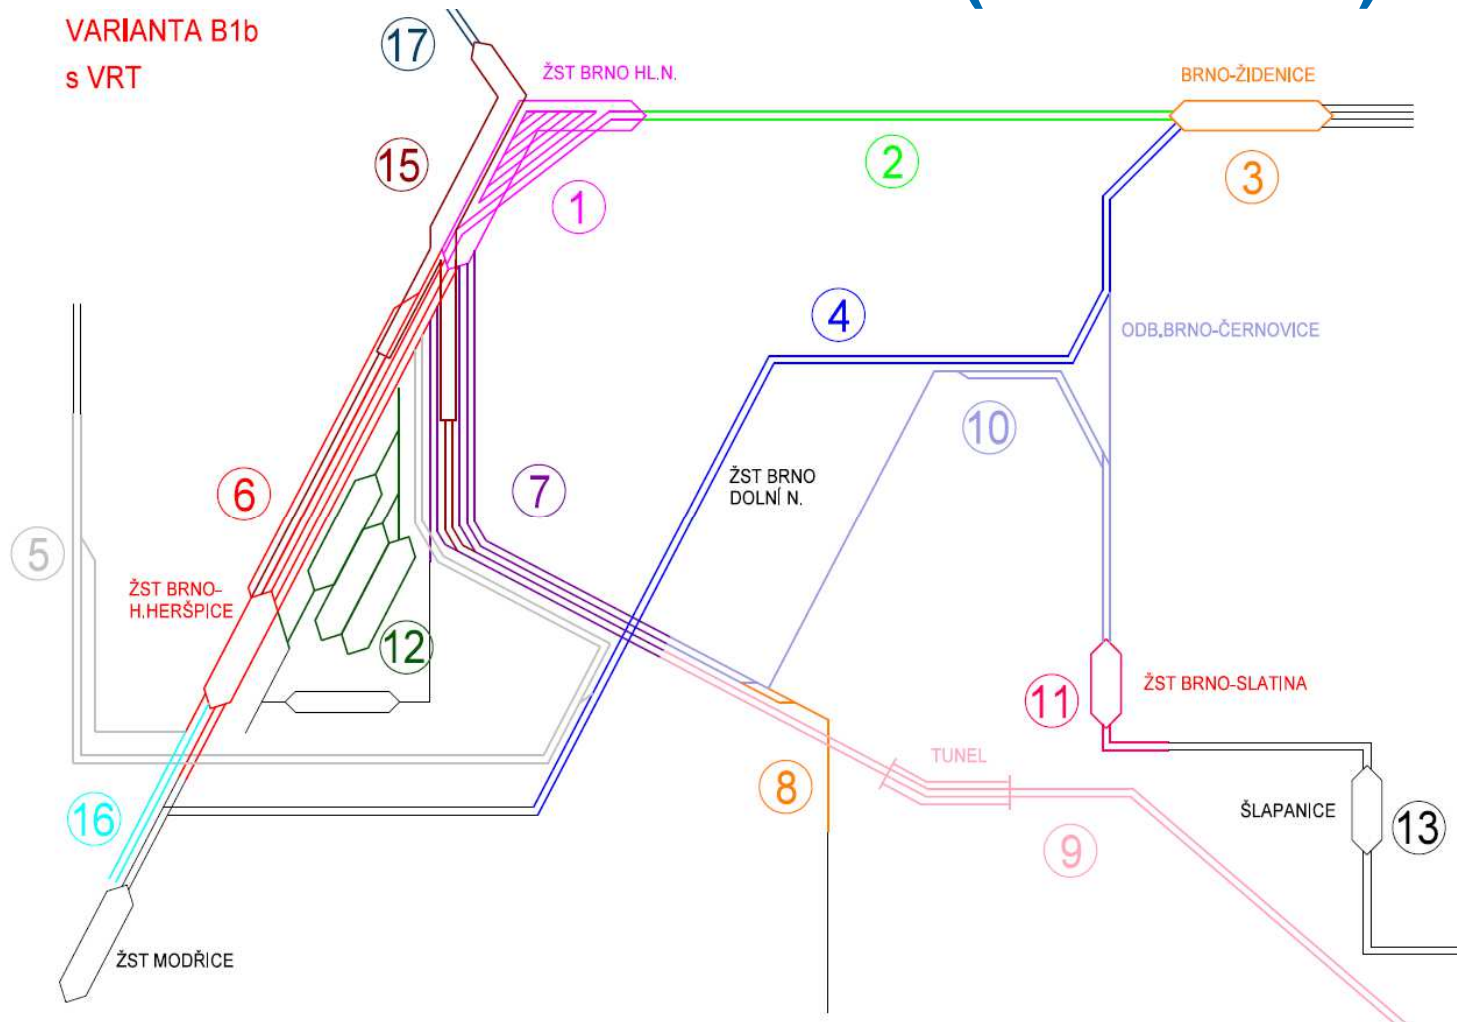 VARIANTA B1b
s VRT
17
ŽST BRNO HL.N.
BRNO-ŽIDENICE
15
2
3
1
4
ODB.BRNO-ČERNOVICE
10
6
7
ŽST BRNO
DOLNÍ N.
5
ŽST BRNO-
H.HERŠPICE
12
11
ŽST BRNO-SLATINA
TUNEL
8
16
ŠLAPANICE
13
9
ŽST MODŘICE